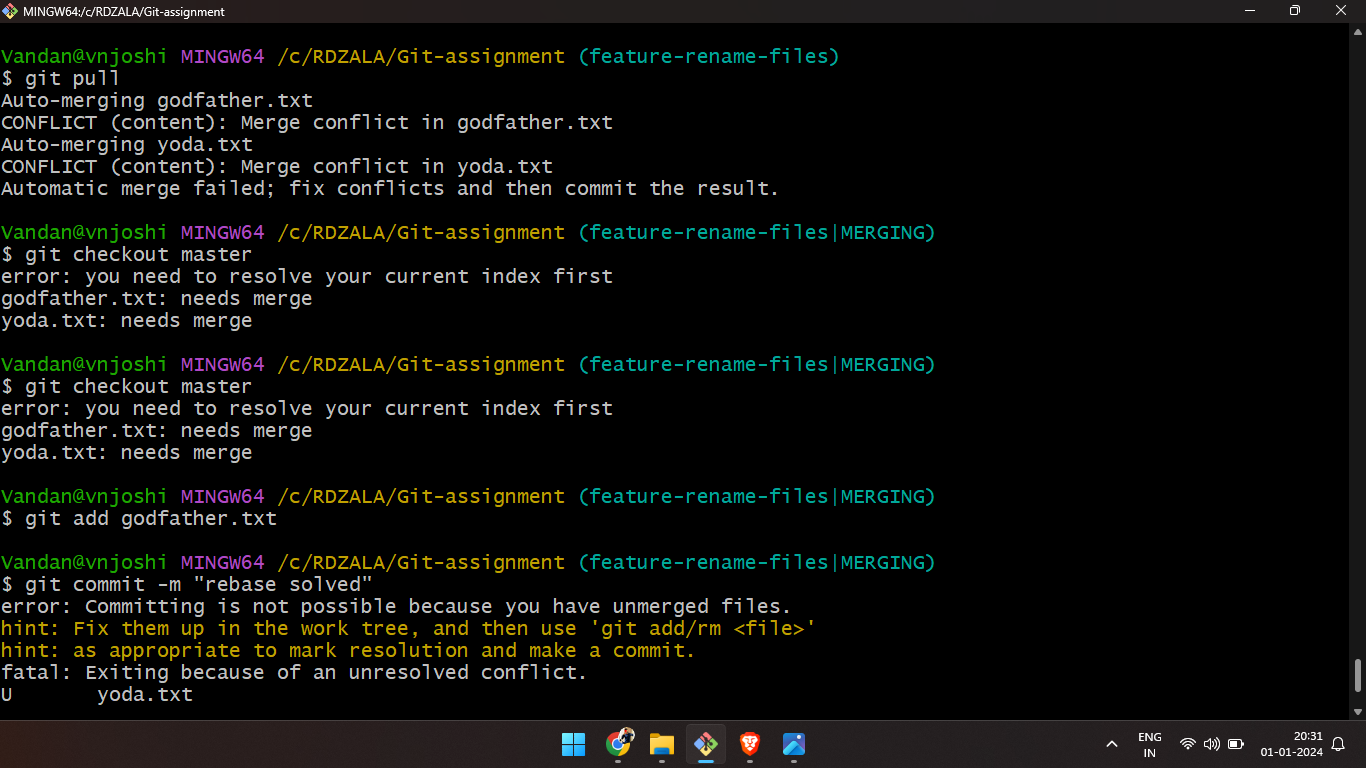 MINGW64:/c/RDZALA/Git-assignment
Vandan@vnjoshi MINGW64 /c/RDZALA/Git-assignment (feature-rename-files)
$ git pull
Auto-merging godfather.txt
CONFLICT (content): Merge conflict in godfather.txt
Auto-merging yoda.txt
CONFLICT (content): Merge conflict in yoda.txt
Automatic merge failed; fix conflicts and then commit the result.
Vandan@vnjoshi MINGW64 /c/RDZALA/Git-assignment (feature-rename-files|MERGING)
$ git checkout master
error: you need to resolve your current index first
godfather.txt: needs merge
yoda.txt: needs merge
Vandan@vnjoshi MINGW64 /c/RDZALA/Git-assignment (feature-rename-files|MERGING)
$ git checkout master
error: you need to resolve your current index first
godfather.txt: needs merge
yoda.txt: needs merge
Vandan@vnjoshi MINGW64 /c/RDZALA/Git-assignment (feature-rename-files|MERGING)
$ git add godfather.txt
Vandan@vnjoshi MINGW64 /c/RDZALA/Git-assignment (feature-rename-files|MERGING)
$ git commit -m "rebase solved"
error: Committing is not possible because you have unmerged files.
hint: Fix them up in the work tree, and then use 'git add/rm <file>'
hint: as appropriate to mark resolution and make a commit.
fatal: Exiting because of an unresolved conflict.
U       yoda.txt
ENG
IN
20:31
01-01-2024